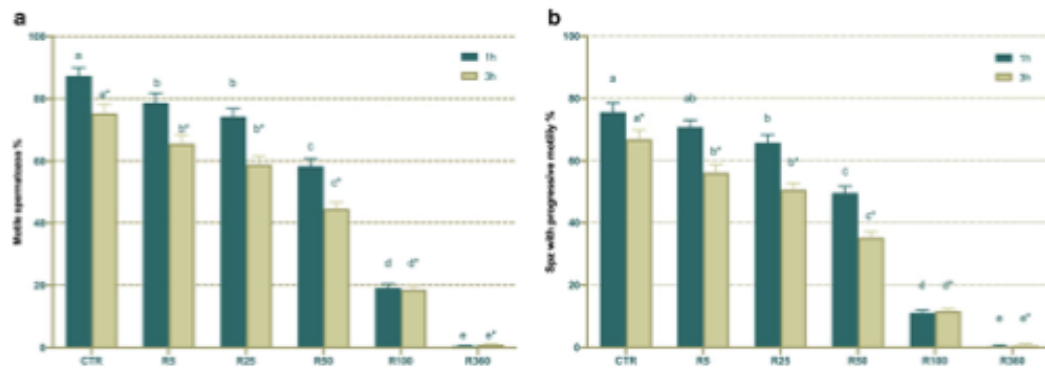 a
100
80
60
40
20
0
Motile spermatozoa %
1h
3h
a
a*
b
b*
b
b*
c
c*
d
d*
e
e*
CTR R5 R25 R50 R100 R360
b
100
80
60
40
20
0
Spz with progressive motility %
1h
3h
a
a*
ab
b*
b
b*
c
c*
d
d*
e
e*
CTR R5 R25 R50 R100 R360